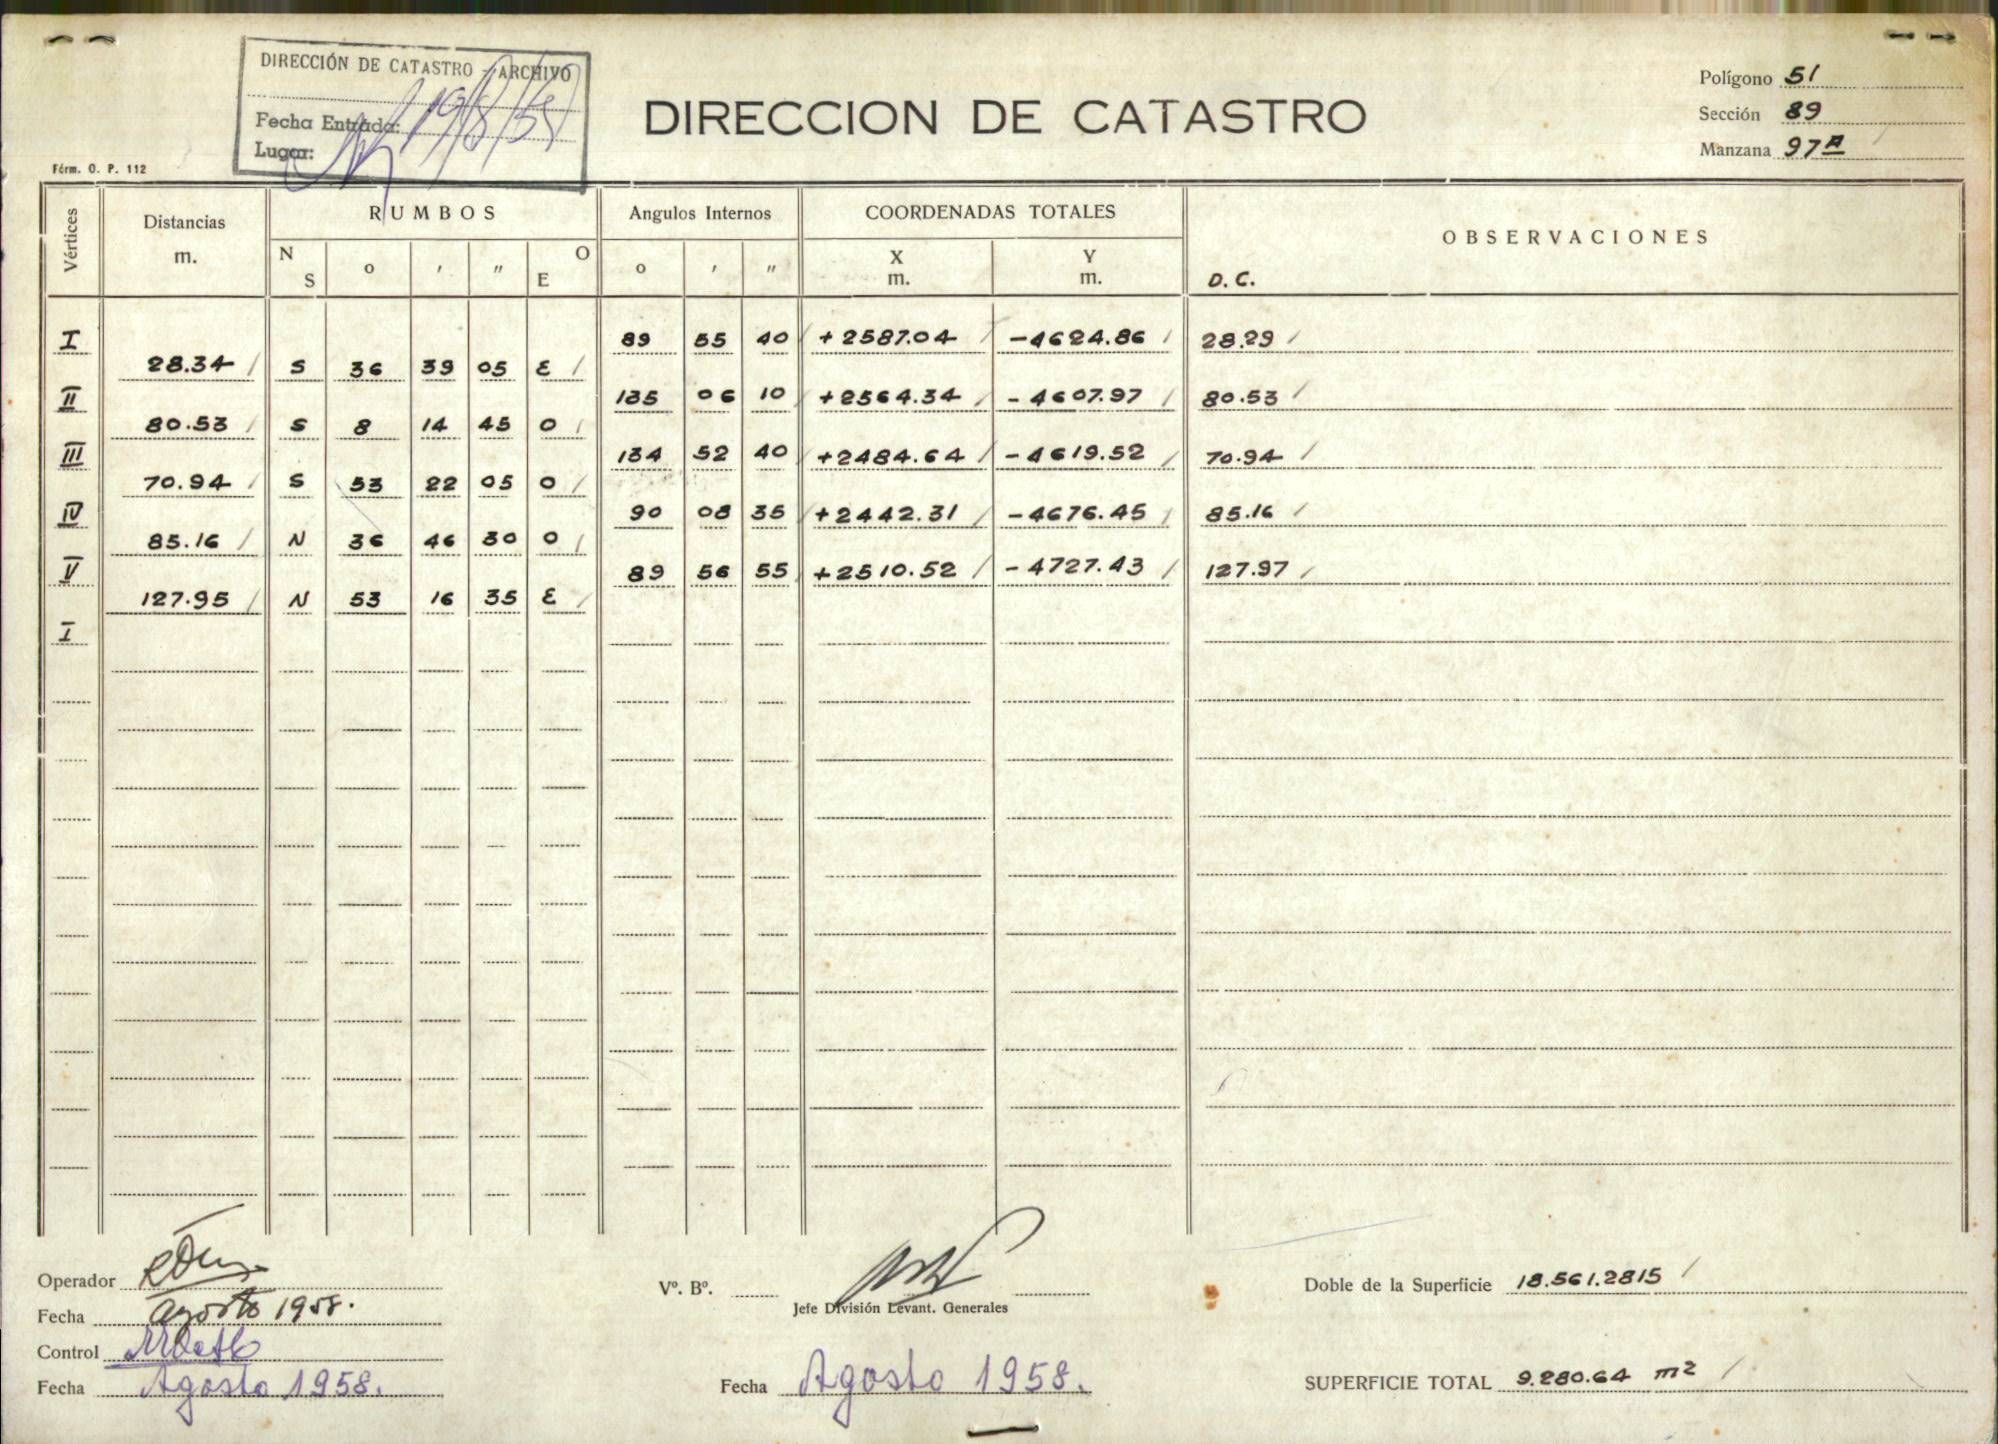 DIRECCIÓN DE CATASTRO - ARCHIVO
Fecha Entrada: 19/8/58
Lugar:
DIRECCION DE CATASTRO
Polígono 51
Sección 89
Manzana 97A
Fórm. O. P. 112
Vértices Distancias m. RUMBOS Angulos Internos COORDENADAS TOTALES OBSERVACIONES
N S o ' " O E o ' " X m. Y m. D. C.
I 89 55 40 +2587.04 -4624.86 28.29
28.34 S 36 39 05 E
II 135 06 10 +2564.34 -4607.97 80.53
80.53 S 8 14 45 O
III 134 52 40 +2484.64 -4619.52 70.94
70.94 S 53 22 05 O
IV 90 08 35 +2442.31 -4676.45 85.16
85.16 N 36 46 30 O
V 89 56 55 +2510.52 -4727.43 127.97
127.95 N 53 16 35 E
I
Operador
Fecha agosto 1958.
Control
Fecha Agosto 1958.
Vº. Bº.
Jefe División Levant. Generales
Fecha Agosto 1958.
Doble de la Superficie 18.561.2815
SUPERFICIE TOTAL 9.280.64 m2